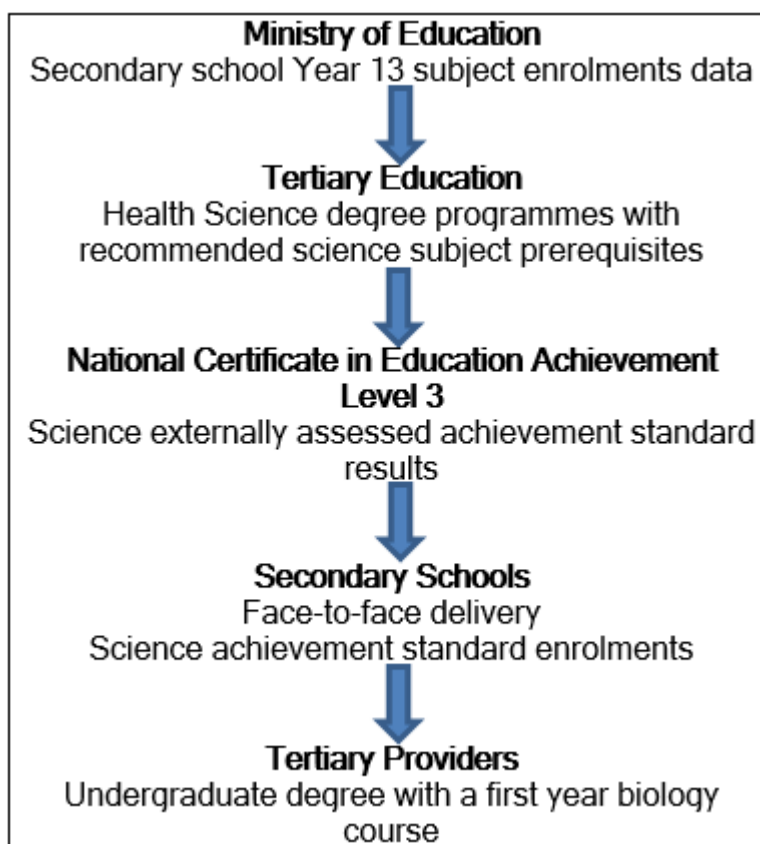 Ministry of Education
Secondary school Year 13 subject enrolments data
Tertiary Education
Health Science degree programmes with
recommended science subject prerequisites
National Certificate in Education Achievement
Level 3
Science externally assessed achievement standard
results
Secondary Schools
Face-to-face delivery
Science achievement standard enrolments
Tertiary Providers
Undergraduate degree with a first year biology
course